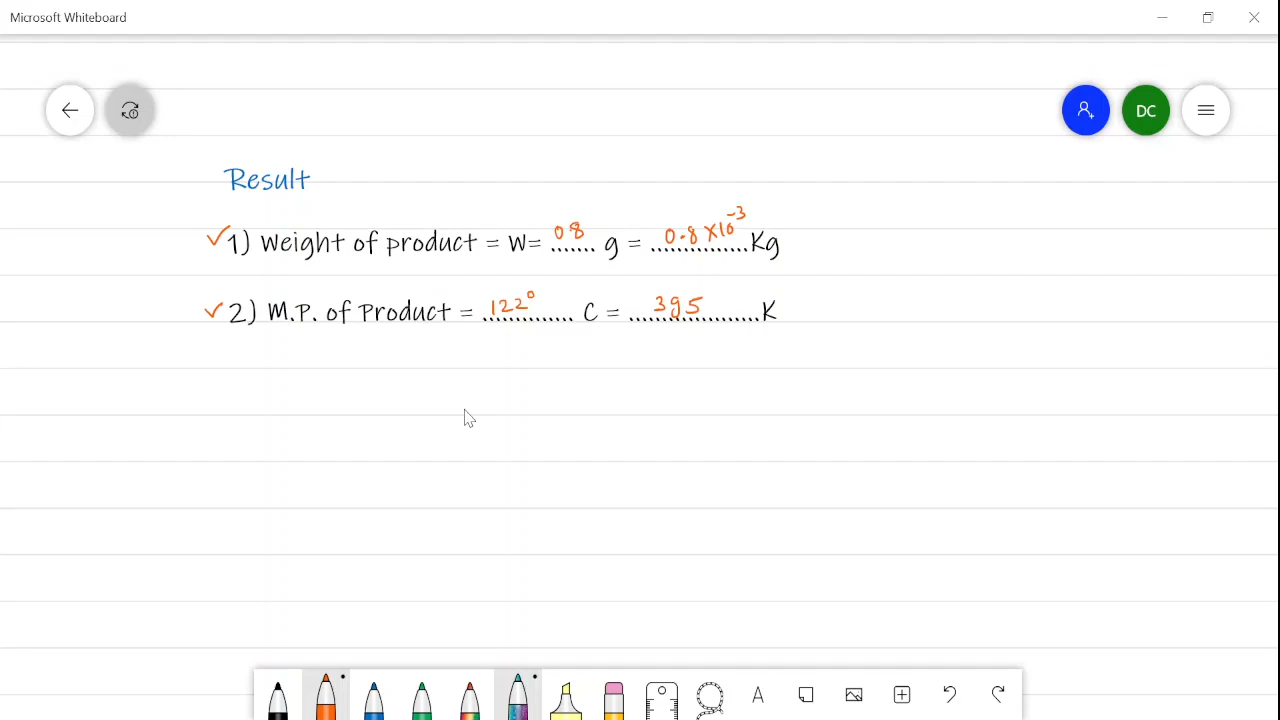 Microsoft Whiteboard
DC
Result
1) Weight of product = W= 0.8 g = 0.8 X10⁻³ Kg
2) M.P. of Product = 122° C = 395 K
A